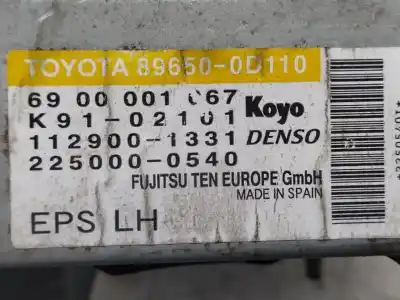 TOYOTA 89650-0D110
69 00 001 067 Koyo
K91-02101
112900-1331 DENSO
225000-0540
FUJITSU TEN EUROPE GmbH
MADE IN SPAIN
EPS LH